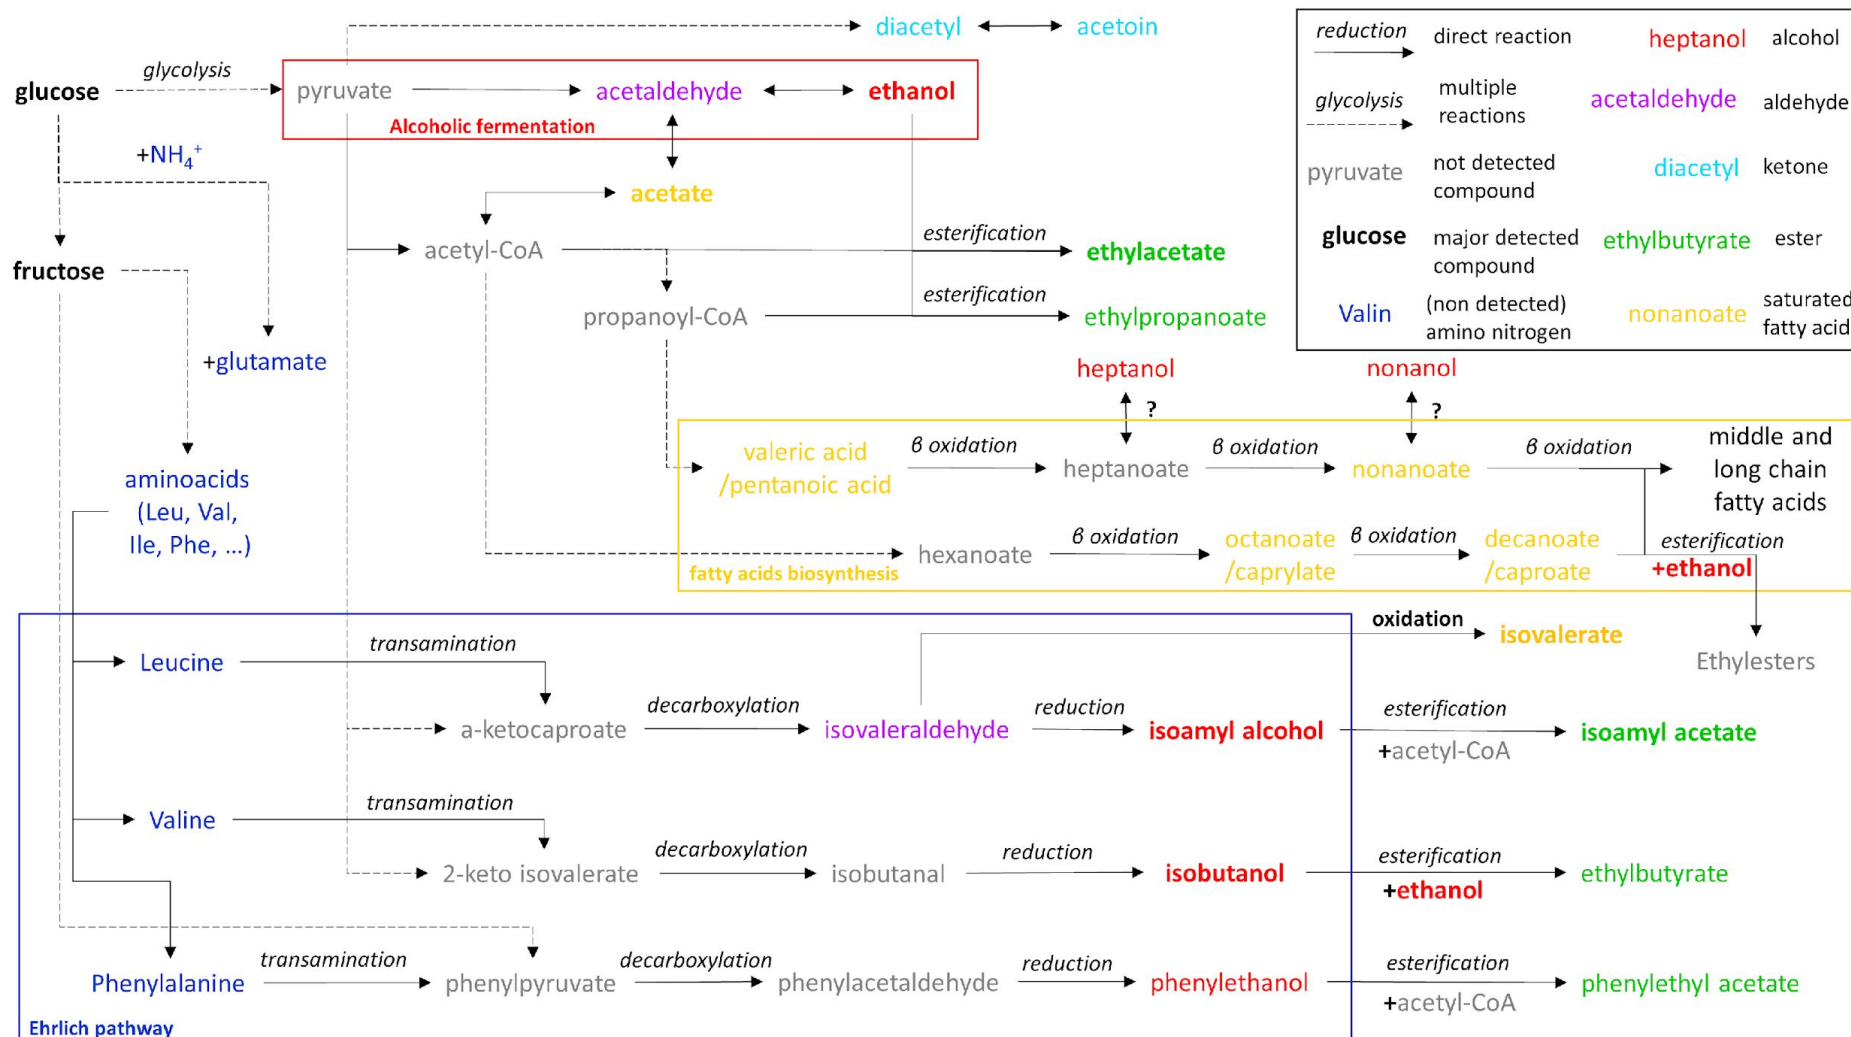 diacetyl
acetoin
glucose
glycolysis
pyruvate
acetaldehyde
ethanol
Alcoholic fermentation
+NH₄⁺
acetate
acetyl-CoA
esterification
ethylacetate
fructose
propanoyl-CoA
esterification
ethylpropanoate
+glutamate
reduction
direct reaction
heptanol
alcohol
glycolysis
multiple
reactions
acetaldehyde
aldehyde
pyruvate
not detected
compound
diacetyl
ketone
glucose
major detected
compound
ethylbutyrate
ester
Valin
(non detected)
amino nitrogen
nonanoate
saturated
fatty acid
heptanol
nonanol
?
?
valeric acid
/pentanoic acid
β oxidation
heptanoate
β oxidation
nonanoate
β oxidation
middle and
long chain
fatty acids
hexanoate
β oxidation
octanoate
/caprylate
β oxidation
decanoate
/caproate
esterification
+ethanol
fatty acids biosynthesis
Ethylesters
aminoacids
(Leu, Val,
Ile, Phe, ...)
Leucine
transamination
oxidation
isovalerate
a-ketocaproate
decarboxylation
isovaleraldehyde
reduction
isoamyl alcohol
esterification
+acetyl-CoA
isoamyl acetate
Valine
transamination
2-keto isovalerate
decarboxylation
isobutanal
reduction
isobutanol
esterification
+ethanol
ethylbutyrate
Phenylalanine
transamination
phenylpyruvate
decarboxylation
phenylacetaldehyde
reduction
phenylethanol
esterification
+acetyl-CoA
phenylethyl acetate
Ehrlich pathway